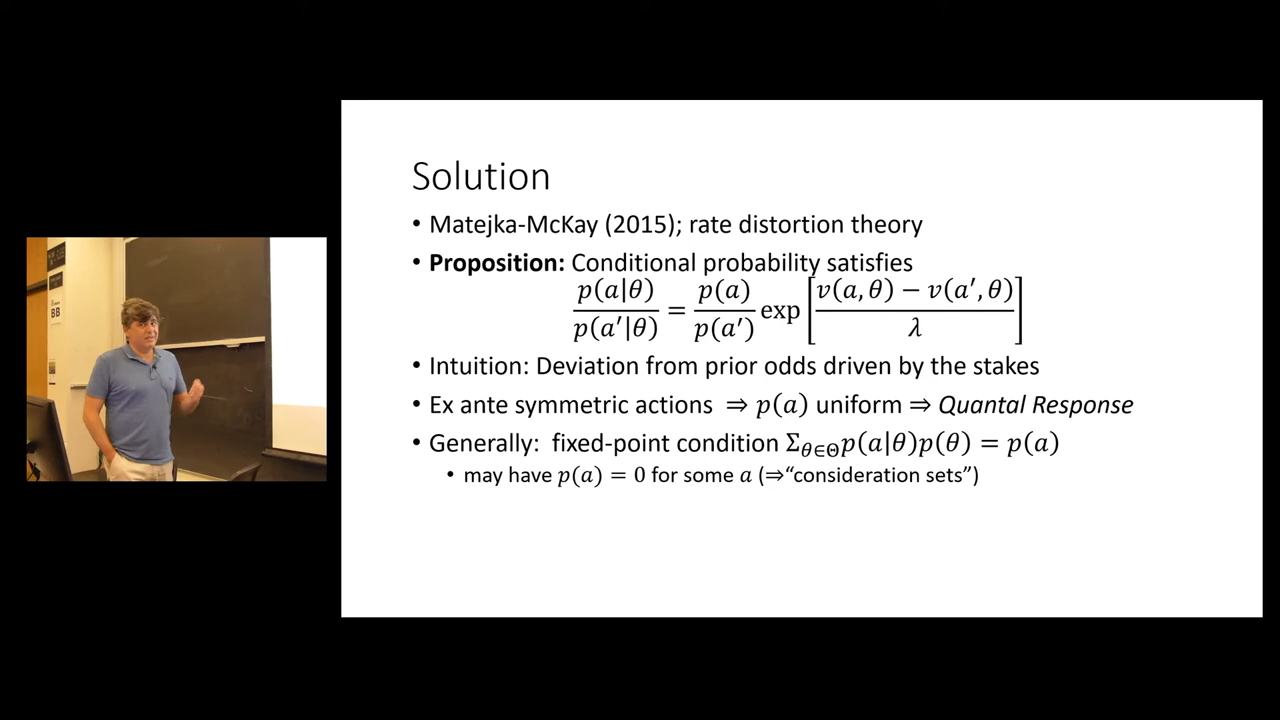 Solution
• Matejka-McKay (2015); rate distortion theory
• Proposition: Conditional probability satisfies
p(a|θ)/p(a′|θ) = p(a)/p(a′) exp[(v(a,θ) − v(a′,θ))/λ]
• Intuition: Deviation from prior odds driven by the stakes
• Ex ante symmetric actions ⇒ p(a) uniform ⇒ Quantal Response
• Generally: fixed-point condition Σ_{θ∈Θ}p(a|θ)p(θ) = p(a)
• may have p(a) = 0 for some a (⇒“consideration sets”)
BB